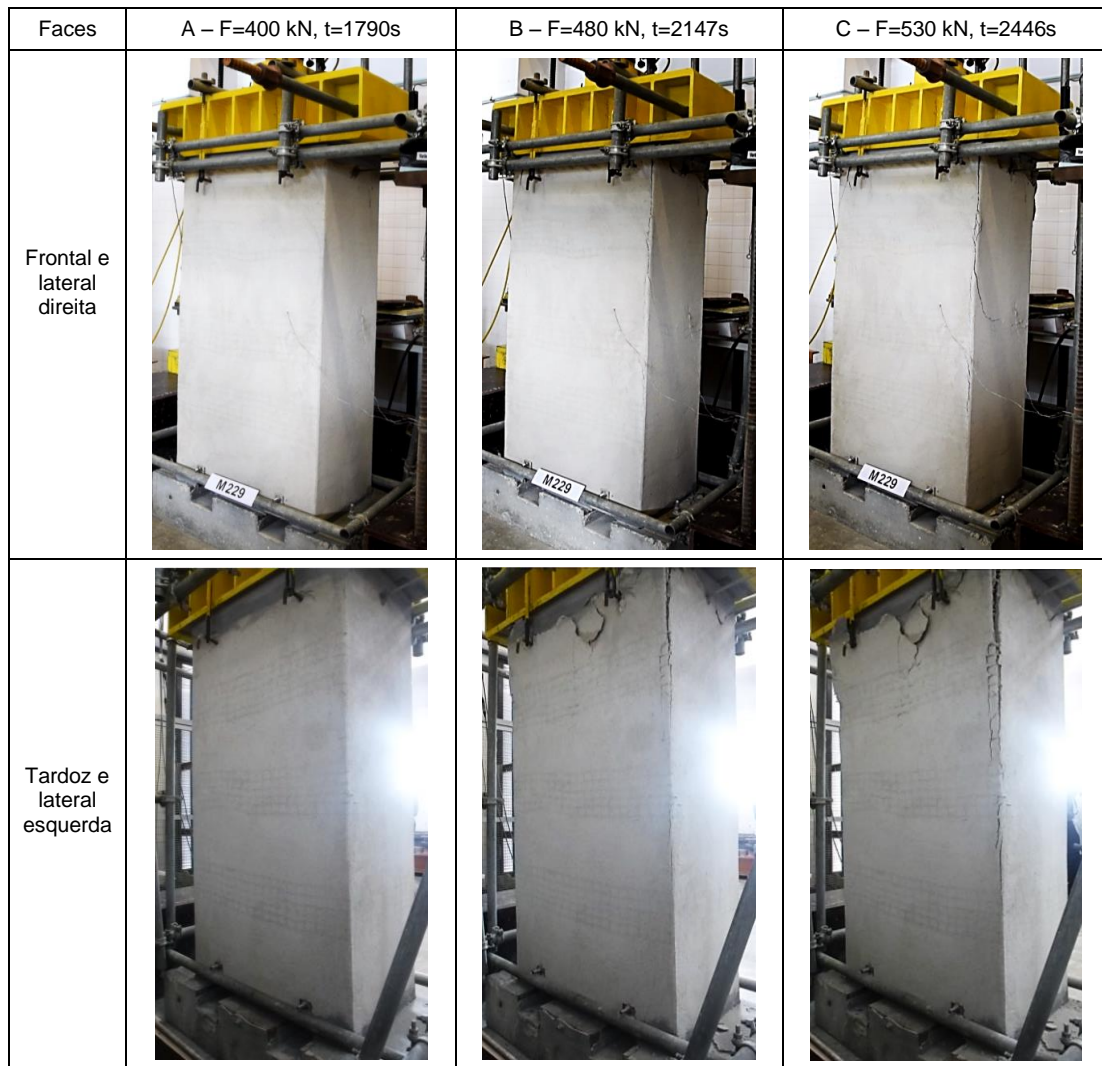 Faces
A – F=400 kN, t=1790s
B – F=480 kN, t=2147s
C – F=530 kN, t=2446s
Frontal e
lateral
direita
M229
M229
M229
Tardoz e
lateral
esquerda